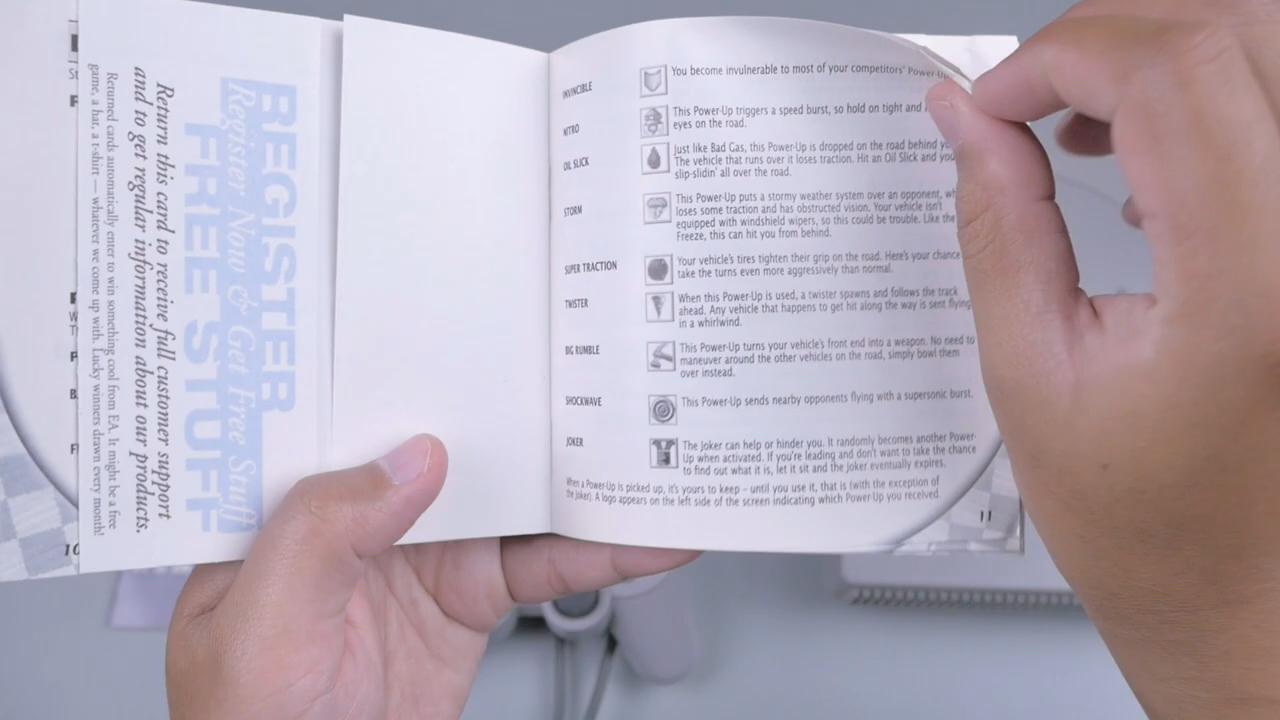 St
F
F
W
T
F
B
F
10
REGISTER
Register Now & Get Free Stuff!
FREE STUFF
Return this card to receive full customer support
and to get regular information about our products.
Returned cards automatically enter to win something cool from EA. It might be a free
game, a hat, a t-shirt — whatever we come up with. Lucky winners drawn every month!
INVINCIBLE
You become invulnerable to most of your competitors' Power-Up
NITRO
This Power-Up triggers a speed burst, so hold on tight and
eyes on the road.
OIL SLICK
Just like Bad Gas, this Power-Up is dropped on the road behind
The vehicle that runs over it loses traction. Hit an Oil Slick and you
slip-slidin' all over the road.
STORM
This Power-Up puts a stormy weather system over an opponent, wh
loses some traction and has obstructed vision. Your vehicle isn't
equipped with windshield wipers, so this could be trouble. Like the
Freeze, this can hit you from behind.
SUPER TRACTION
Your vehicle's tires tighten their grip on the road. Here's your chance
take the turns even more aggressively than normal.
TWISTER
When this Power-Up is used, a twister spawns and follows the track
ahead. Any vehicle that happens to get hit along the way is sent flying
in a whirlwind.
BIG RUMBLE
This Power-Up turns your vehicle's front end into a weapon. No need to
maneuver around the other vehicles on the road, simply bowl them
over instead.
SHOCKWAVE
This Power-Up sends nearby opponents flying with a supersonic burst.
JOKER
The Joker can help or hinder you. It randomly becomes another Power-
Up when activated. If you're leading and don't want to take the chance
to find out what it is, let it sit and the Joker eventually expires.
When a Power-Up is picked up, it's yours to keep – until you use it, that is (with the exception of
the Joker). A logo appears on the left side of the screen indicating which Power-Up you received.
11